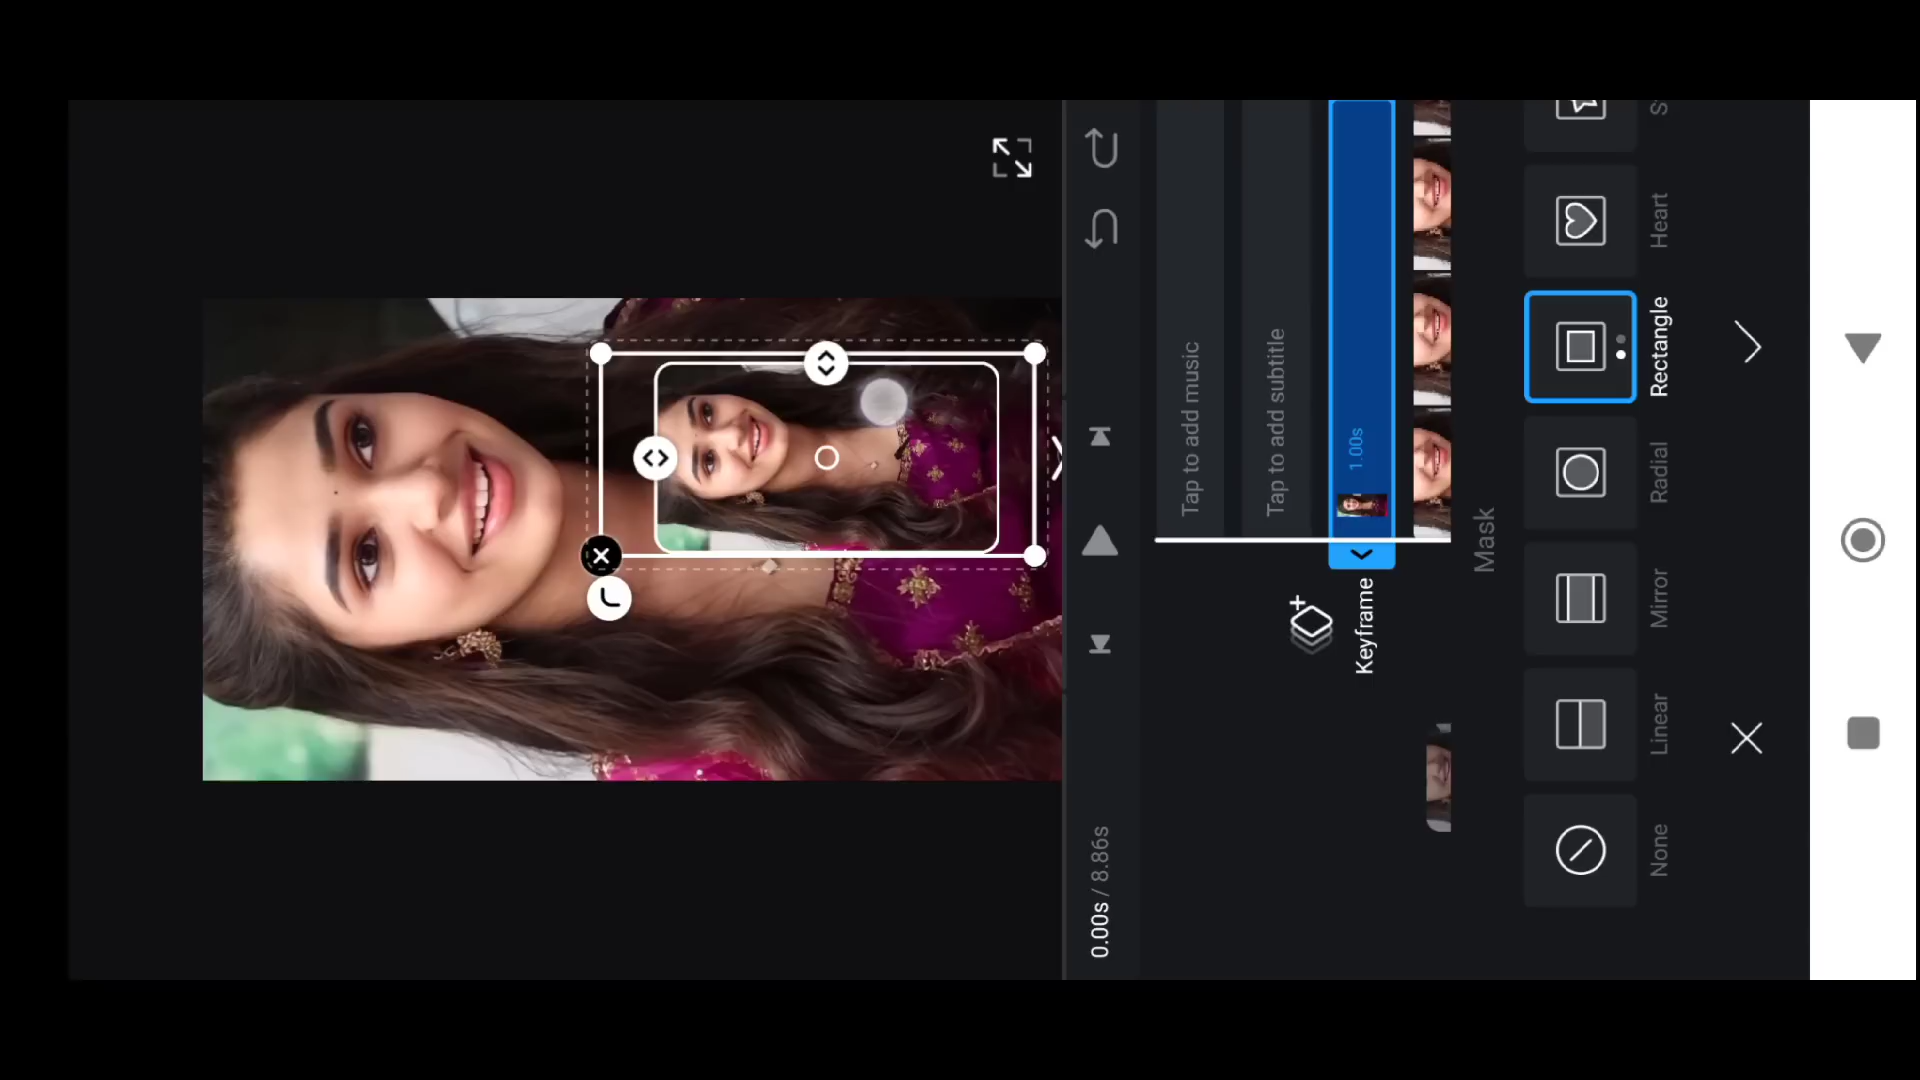 0.00s / 8.86s
Tap to add music
Tap to add subtitle
1.00s
Keyframe
Mask
None
Linear
Mirror
Radial
Rectangle
Heart